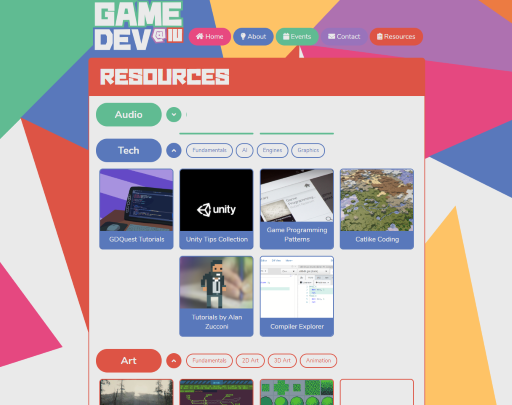 GAME
DEV@IU
Home
About
Events
Contact
Resources
RESOURCES
Audio
Tech
Fundamentals
AI
Engines
Graphics
GDQuest Tutorials
unity
Unity Tips Collection
Game Programming
Patterns
Catlike Coding
Tutorials by Alan
Zucconi
Compiler Explorer
Art
Fundamentals
2D Art
3D Art
Animation